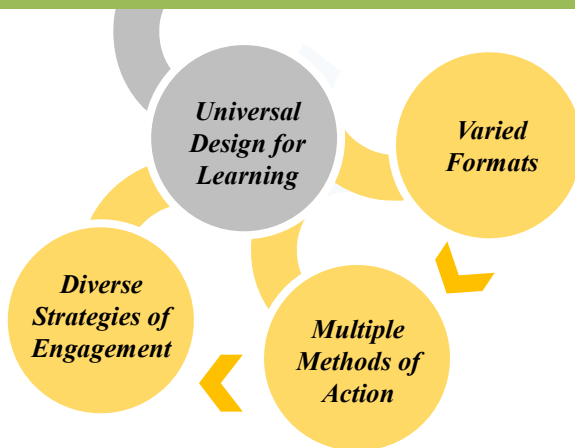 Universal
Design for
Learning
Varied
Formats
Multiple
Methods of
Action
Diverse
Strategies of
Engagement